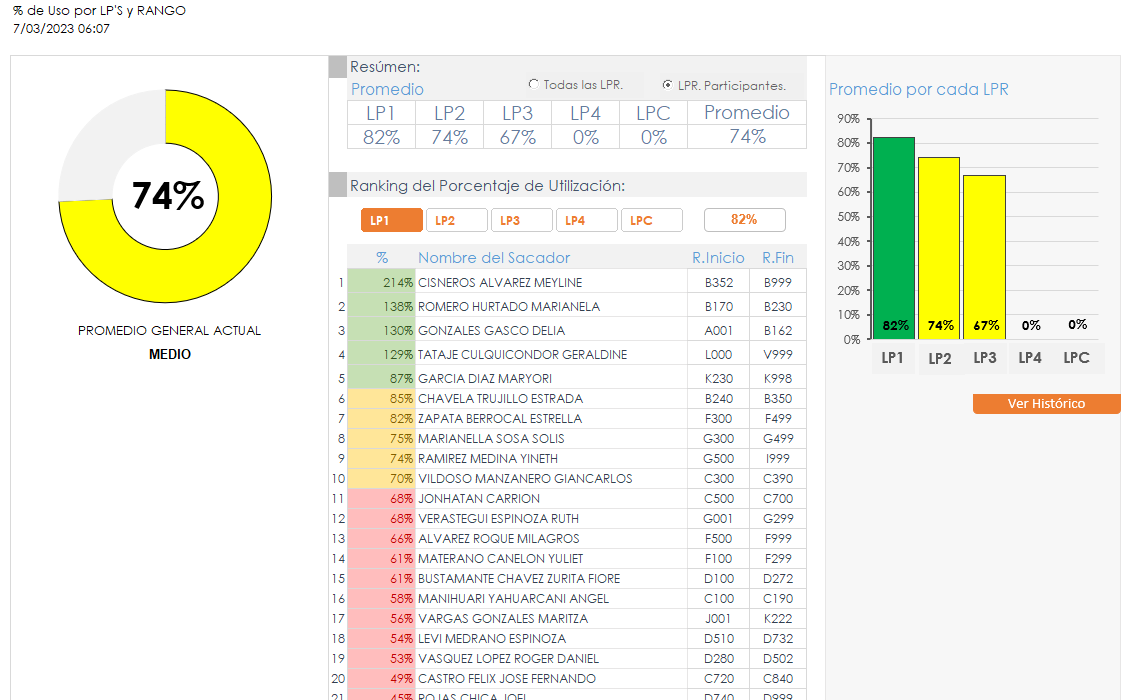 % de Uso por LP'S y RANGO
7/03/2023 06:07
74%
PROMEDIO GENERAL ACTUAL
MEDIO
Resúmen:
Promedio
Todas las LPR.
LPR. Participantes.
LP1 LP2 LP3 LP4 LPC Promedio
82% 74% 67% 0% 0% 74%
Ranking del Porcentaje de Utilización:
LP1 LP2 LP3 LP4 LPC 82%
% Nombre del Sacador R.Inicio R.Fin
1 214% CISNEROS ALVAREZ MEYLINE B352 B999
2 138% ROMERO HURTADO MARIANELA B170 B230
3 130% GONZALES GASCO DELIA A001 B162
4 129% TATAJE CULQUICONDOR GERALDINE L000 V999
5 87% GARCIA DIAZ MARYORI K230 K998
6 85% CHAVELA TRUJILLO ESTRADA B240 B350
7 82% ZAPATA BERROCAL ESTRELLA F300 F499
8 75% MARIANELLA SOSA SOLIS G300 G499
9 74% RAMIREZ MEDINA YINETH G500 I999
10 70% VILDOSO MANZANERO GIANCARLOS C300 C390
11 68% JONHATAN CARRION C500 C700
12 68% VERASTEGUI ESPINOZA RUTH G001 G299
13 66% ALVAREZ ROQUE MILAGROS F500 F999
14 61% MATERANO CANELON YULIET F100 F299
15 61% BUSTAMANTE CHAVEZ ZURITA FIORE D100 D272
16 58% MANIHUARI YAHUARCANI ANGEL C100 C190
17 56% VARGAS GONZALES MARITZA J001 K222
18 54% LEVI MEDRANO ESPINOZA D510 D732
19 53% VASQUEZ LOPEZ ROGER DANIEL D280 D502
20 49% CASTRO FELIX JOSE FERNANDO C720 C840
21 45% ROJAS CHICA JOEL D740 D999
Promedio por cada LPR
90%
80%
70%
60%
50%
40%
30%
20%
10%
0%
82% 74% 67% 0% 0%
LP1 LP2 LP3 LP4 LPC
Ver Histórico